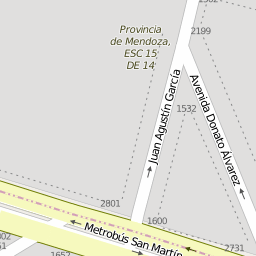 2199
Provincia
de Mendoza,
ESC 15
DE 14
Juan Agustín García
Avenida Donato Álvarez
1532
2801
1600
Metrobús San Martín
2731